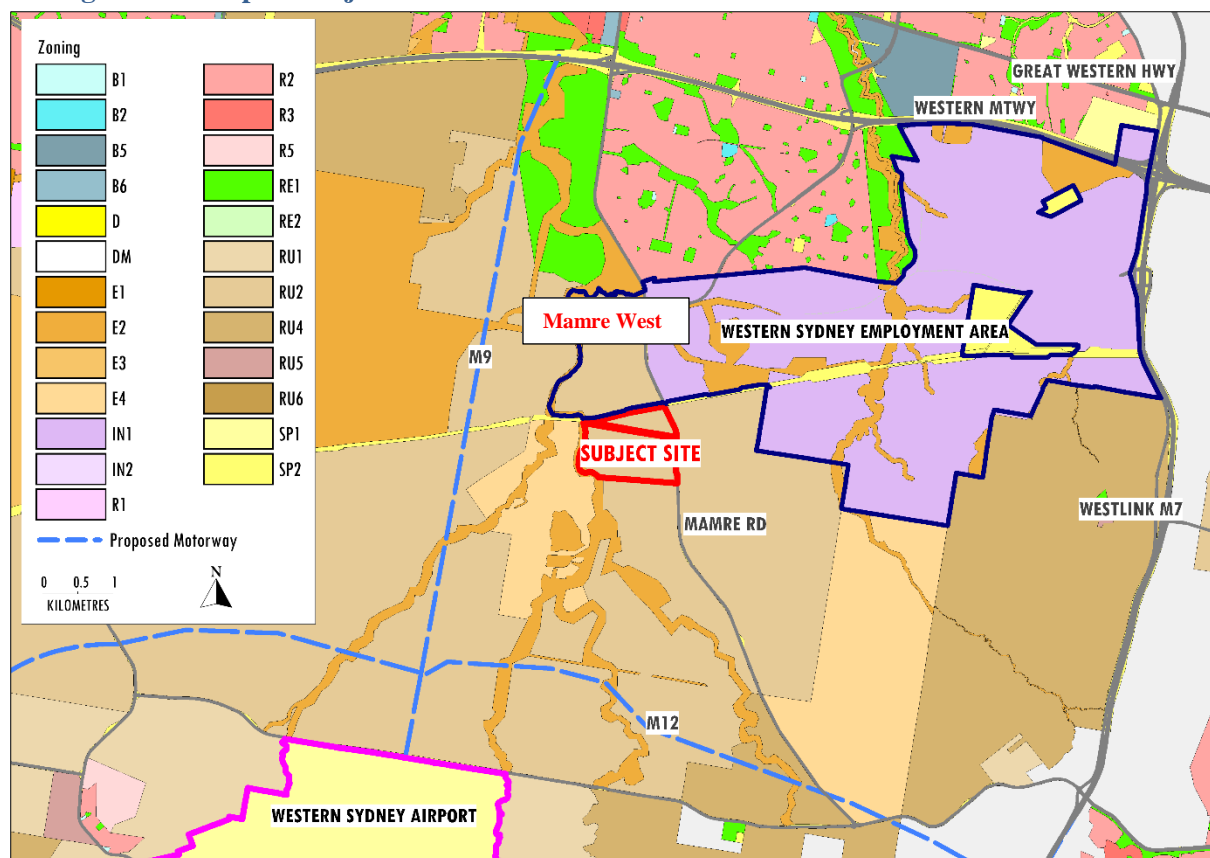 Zoning
B1
B2
B5
B6
D
DM
E1
E2
E3
E4
IN1
IN2
R1
R2
R3
R5
RE1
RE2
RU1
RU2
RU4
RU5
RU6
SP1
SP2
Proposed Motorway
0 0.5 1
KILOMETRES
N
GREAT WESTERN HWY
WESTERN MTWY
Mamre West
WESTERN SYDNEY EMPLOYMENT AREA
M9
SUBJECT SITE
MAMRE RD
WESTLINK M7
M12
WESTERN SYDNEY AIRPORT